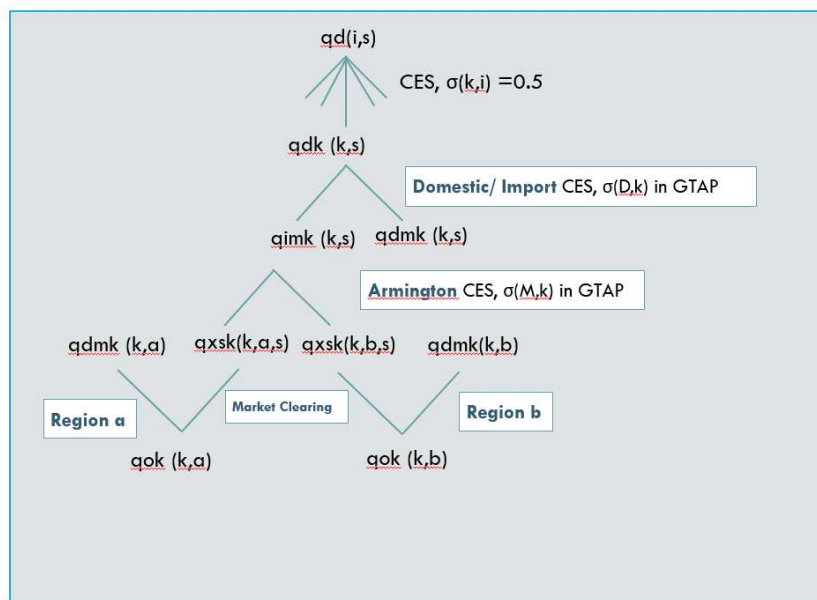 qd(i,s)
CES, σ(k,i) =0.5
qdk (k,s)
Domestic/ Import CES, σ(D,k) in GTAP
qimk (k,s) qdmk (k,s)
Armington CES, σ(M,k) in GTAP
qdmk (k,a) qxsk(k,a,s) qxsk(k,b,s) qdmk(k,b)
Region a
Market Clearing
Region b
qok (k,a) qok (k,b)